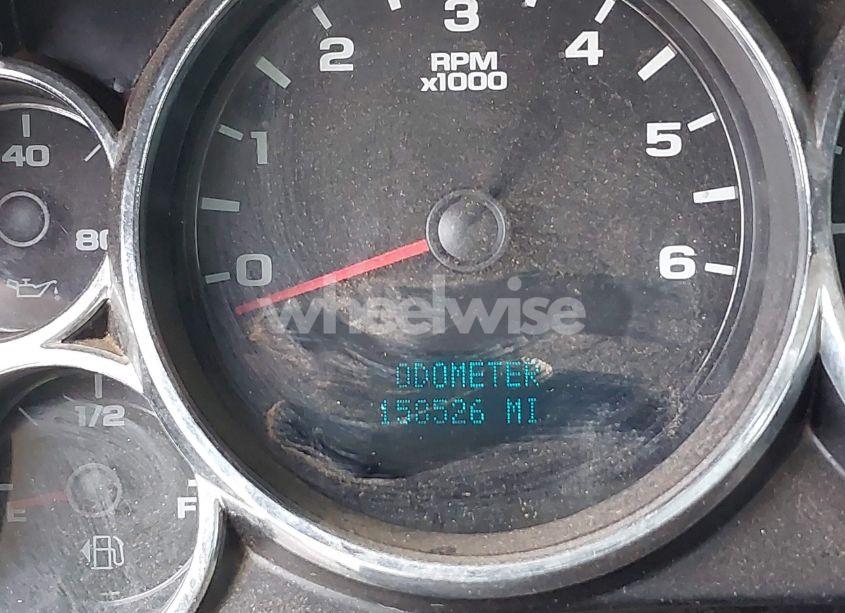 3
2
4
RPM
x1000
1
5
40
80
0
6
wheelwise
ODOMETER
158526 MI
1/2
E
F